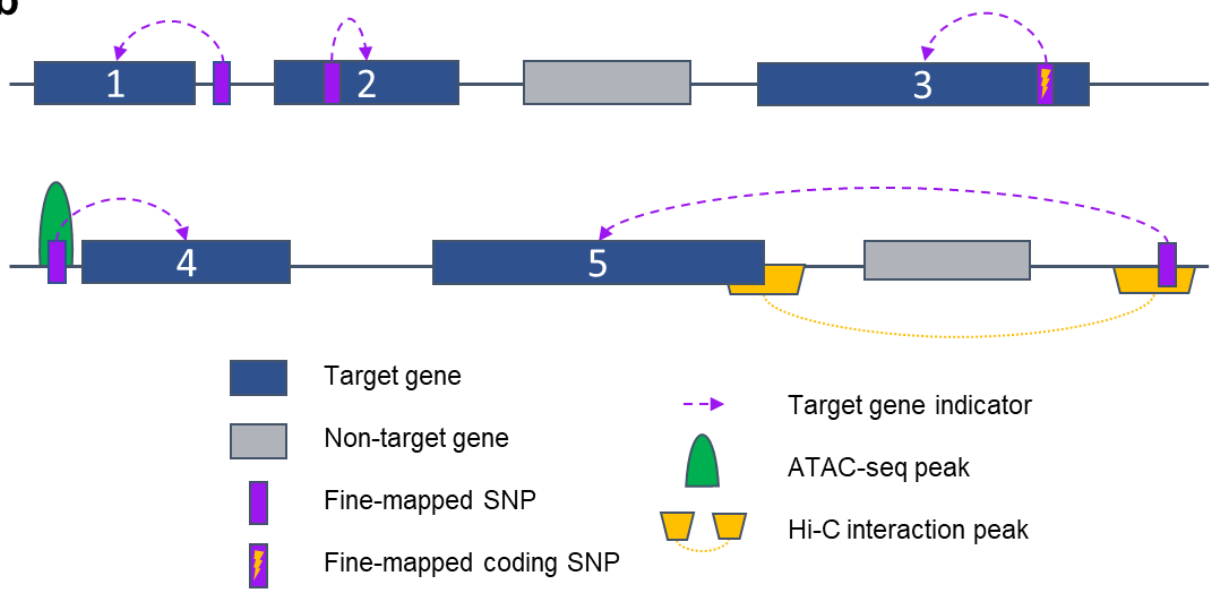 b
1 2 3
4 5
Target gene
Non-target gene
Fine-mapped SNP
Fine-mapped coding SNP
Target gene indicator
ATAC-seq peak
Hi-C interaction peak